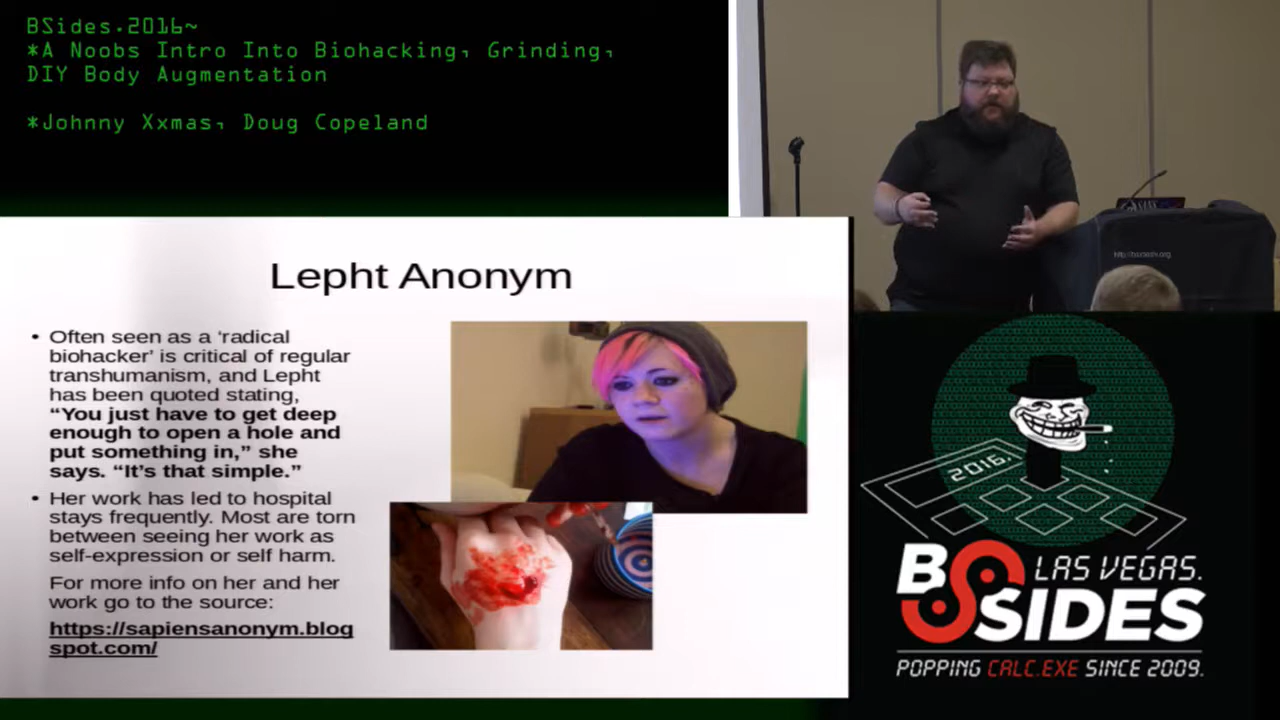 BSides.2016~
*A Noobs Intro Into Biohacking, Grinding,
DIY Body Augmentation
*Johnny Xxmas, Doug Copeland
Lepht Anonym
• Often seen as a ‘radical
biohacker’ is critical of regular
transhumanism, and Lepht
has been quoted stating,
“You just have to get deep
enough to open a hole and
put something in,” she
says. “It’s that simple.”
• Her work has led to hospital
stays frequently. Most are torn
between seeing her work as
self-expression or self harm.
For more info on her and her
work go to the source:
https://sapiensanonym.blog
spot.com/
2016.
BSIDES
LAS VEGAS.
POPPING CALC.EXE SINCE 2009.